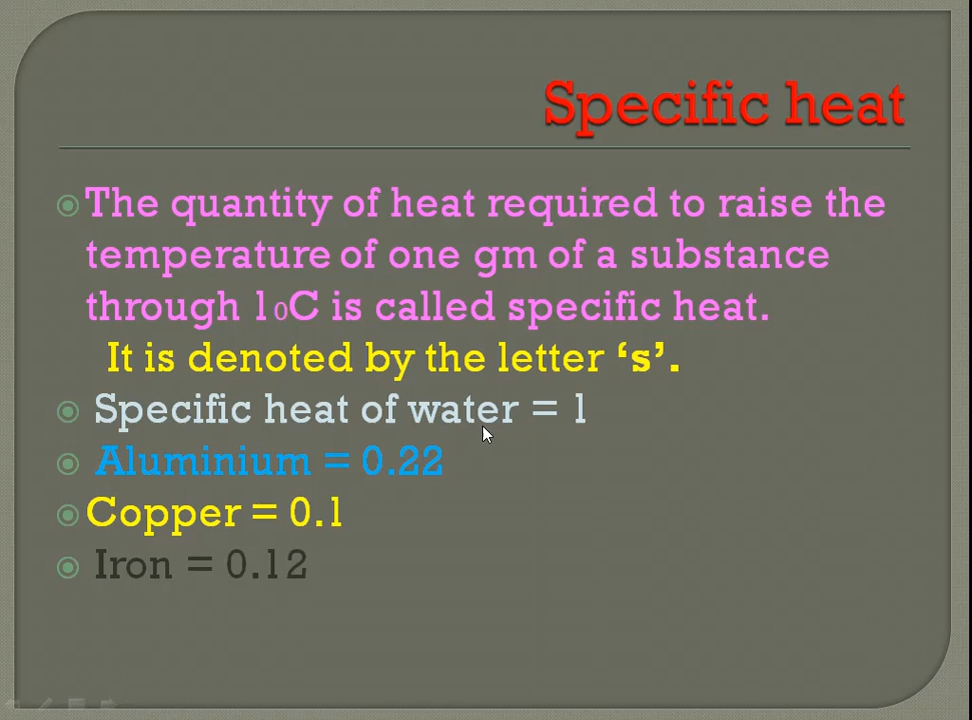 Specific heat
The quantity of heat required to raise the
temperature of one gm of a substance
through 1₀C is called specific heat.
It is denoted by the letter ‘s’.
Specific heat of water = 1
Aluminium = 0.22
Copper = 0.1
Iron = 0.12